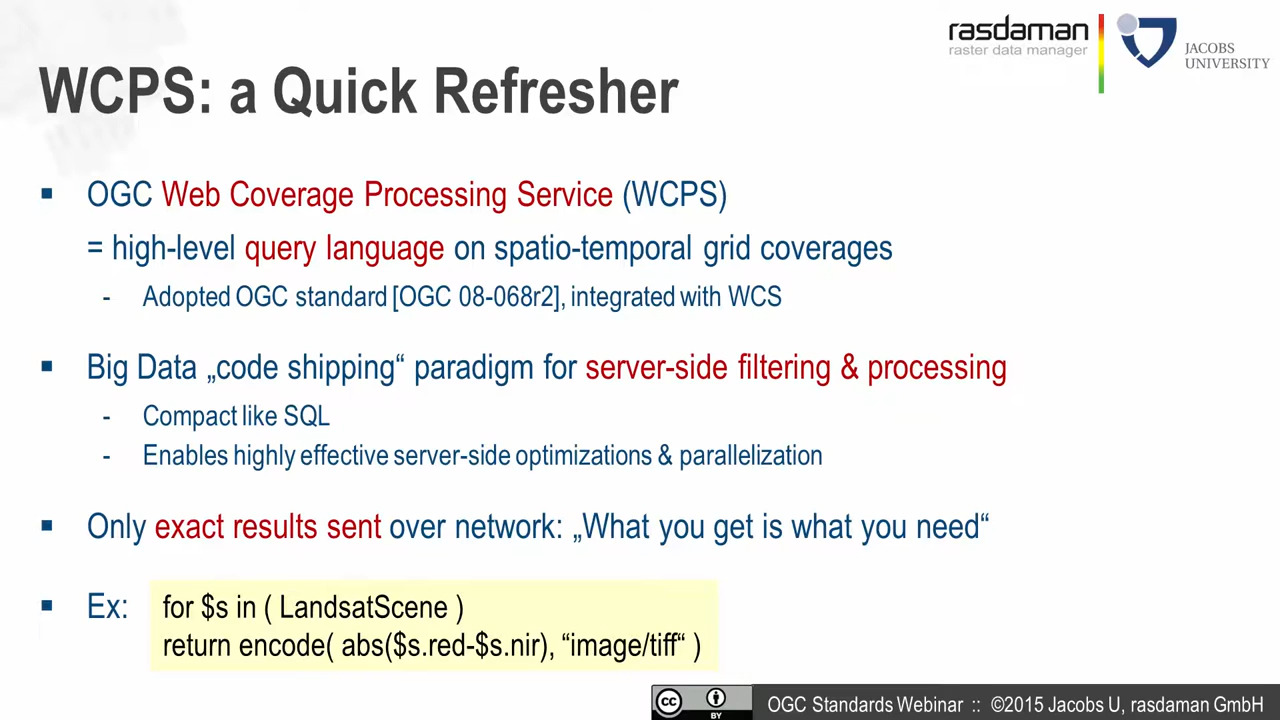 rasdaman
raster data manager
JACOBS
UNIVERSITY
WCPS: a Quick Refresher
▪ OGC Web Coverage Processing Service (WCPS)
= high-level query language on spatio-temporal grid coverages
- Adopted OGC standard [OGC 08-068r2], integrated with WCS
▪ Big Data „code shipping“ paradigm for server-side filtering & processing
- Compact like SQL
- Enables highly effective server-side optimizations & parallelization
▪ Only exact results sent over network: „What you get is what you need“
▪ Ex: for $s in ( LandsatScene )
return encode( abs($s.red-$s.nir), “image/tiff“ )
cc BY OGC Standards Webinar :: ©2015 Jacobs U, rasdaman GmbH